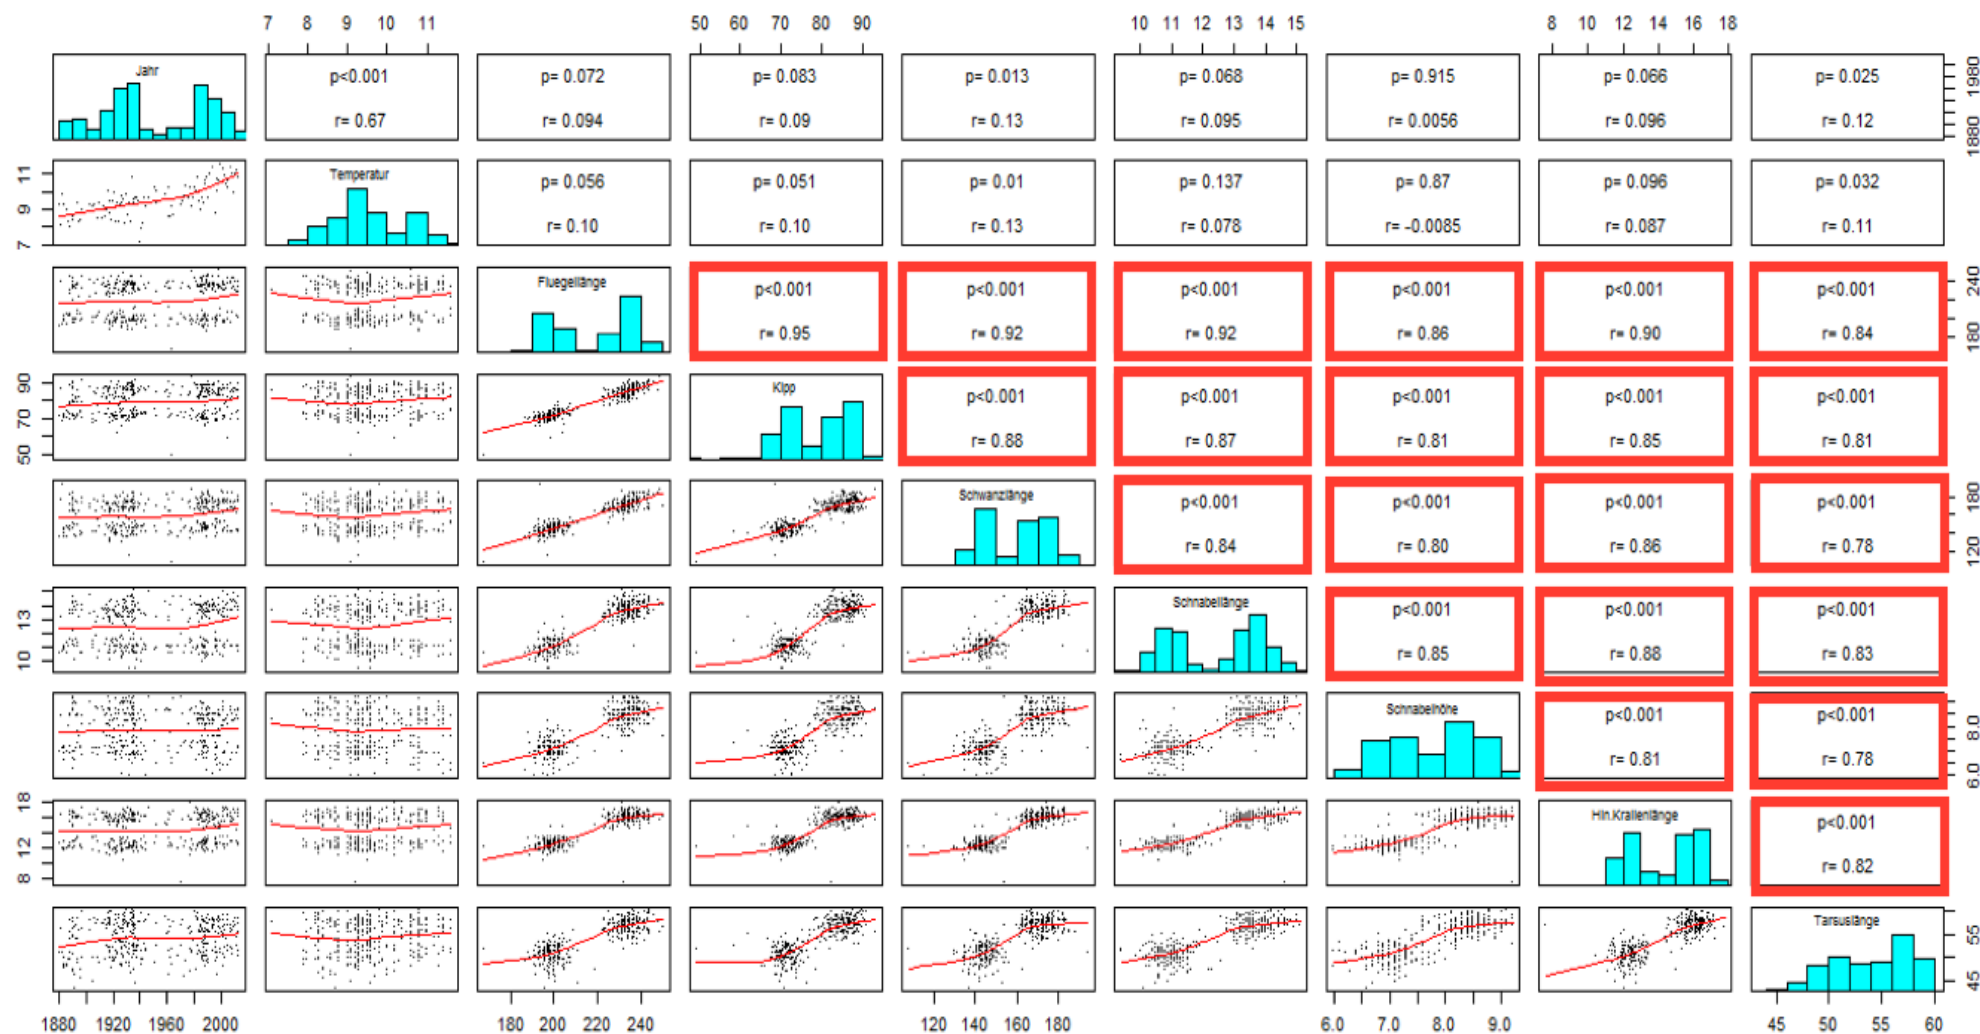 7 8 9 10 11 50 60 70 80 90 10 11 12 13 14 15 8 10 12 14 16 18
Jahr p<0.001 p= 0.072 p= 0.083 p= 0.013 p= 0.068 p= 0.915 p= 0.066 p= 0.025
r= 0.67 r= 0.094 r= 0.09 r= 0.13 r= 0.095 r= 0.0056 r= 0.096 r= 0.12
1880 1980
Temperatur p= 0.056 p= 0.051 p= 0.01 p= 0.137 p= 0.87 p= 0.096 p= 0.032
r= 0.10 r= 0.10 r= 0.13 r= 0.078 r= -0.0085 r= 0.087 r= 0.11
7 9 11
Fluegellänge p<0.001 p<0.001 p<0.001 p<0.001 p<0.001 p<0.001
r= 0.95 r= 0.92 r= 0.92 r= 0.86 r= 0.90 r= 0.84
180 240
Kipp p<0.001 p<0.001 p<0.001 p<0.001 p<0.001
r= 0.88 r= 0.87 r= 0.81 r= 0.85 r= 0.81
50 70 90
Schwanzlänge p<0.001 p<0.001 p<0.001 p<0.001
r= 0.84 r= 0.80 r= 0.86 r= 0.78
120 180
Schnabellänge p<0.001 p<0.001 p<0.001
r= 0.85 r= 0.88 r= 0.83
10 13
Schnabelhöhe p<0.001 p<0.001
r= 0.81 r= 0.78
6.0 8.0
Hin.Krallenlänge p<0.001
r= 0.82
8 12 18
Tarsuslänge
45 55
1880 1920 1960 2000 180 200 220 240 120 140 160 180 6.0 7.0 8.0 9.0 45 50 55 60